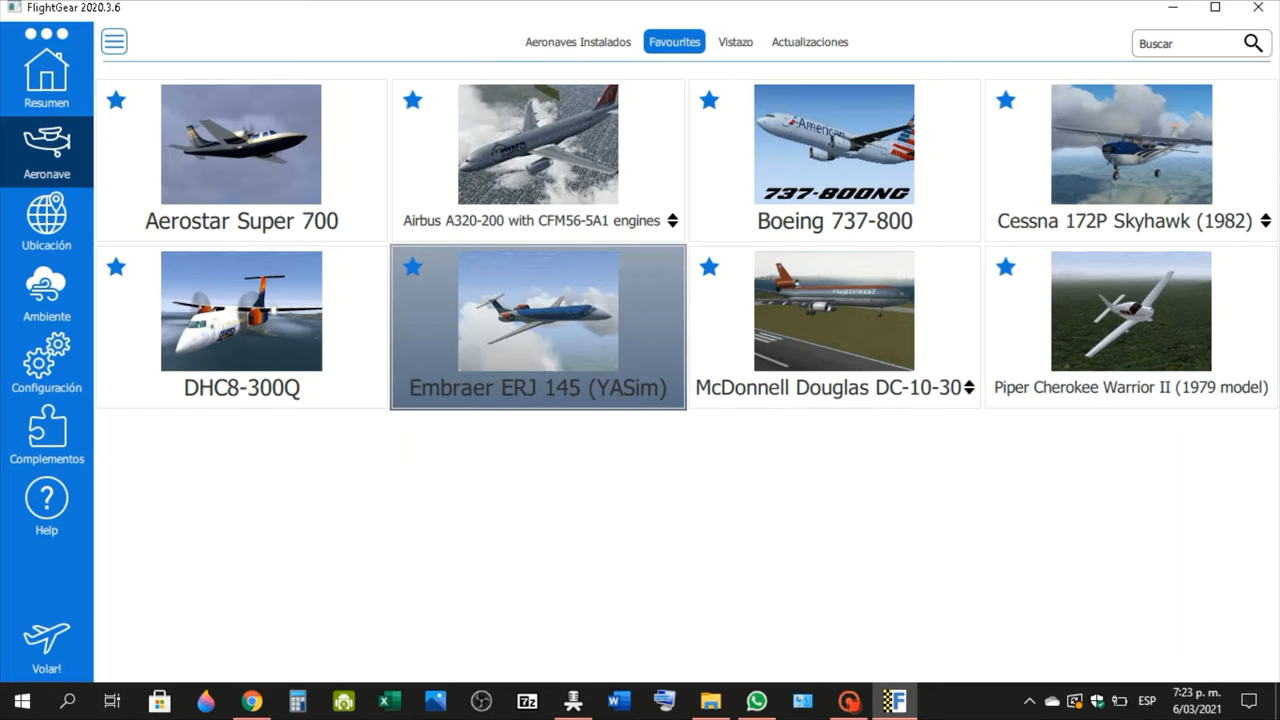 FlightGear 2020.3.6
Resumen
Aeronave
Ubicación
Ambiente
Configuración
Complementos
Help
Volar!
Aeronaves Instalados
Favourites
Vistazo
Actualizaciones
Buscar
Aerostar Super 700
Airbus A320-200 with CFM56-5A1 engines
American
737-800NG
Boeing 737-800
Cessna 172P Skyhawk (1982)
DHC8-300Q
Embraer ERJ 145 (YASim)
NORTHWEST
McDonnell Douglas DC-10-30
Piper Cherokee Warrior II (1979 model)
ESP
7:23 p. m.
6/03/2021